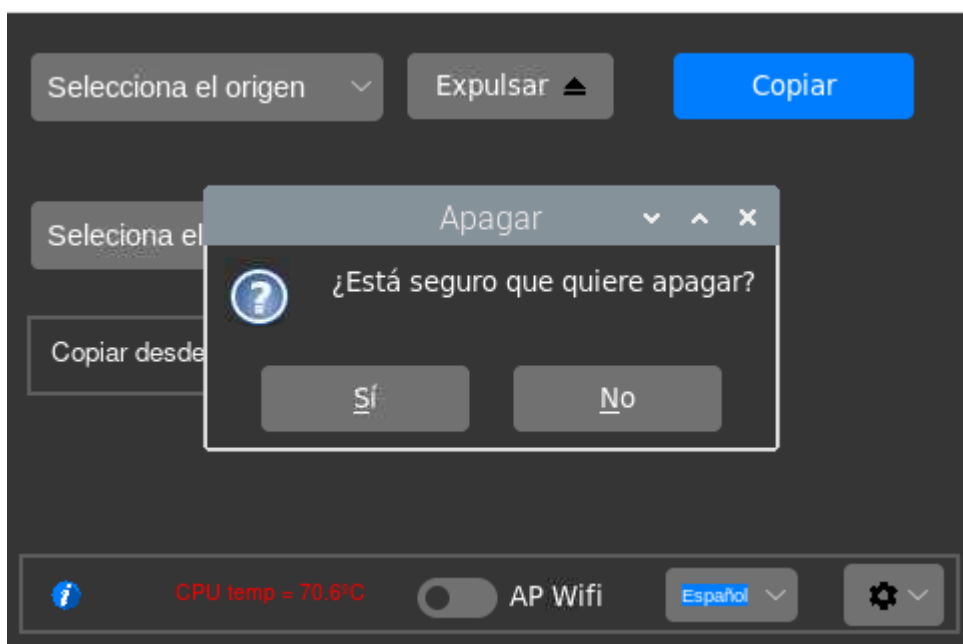 Selecciona el origen
Expulsar
Copiar
Seleciona el
Apagar
¿Está seguro que quiere apagar?
Copiar desde
Sí
No
CPU temp = 70.6ºC
AP Wifi
Español